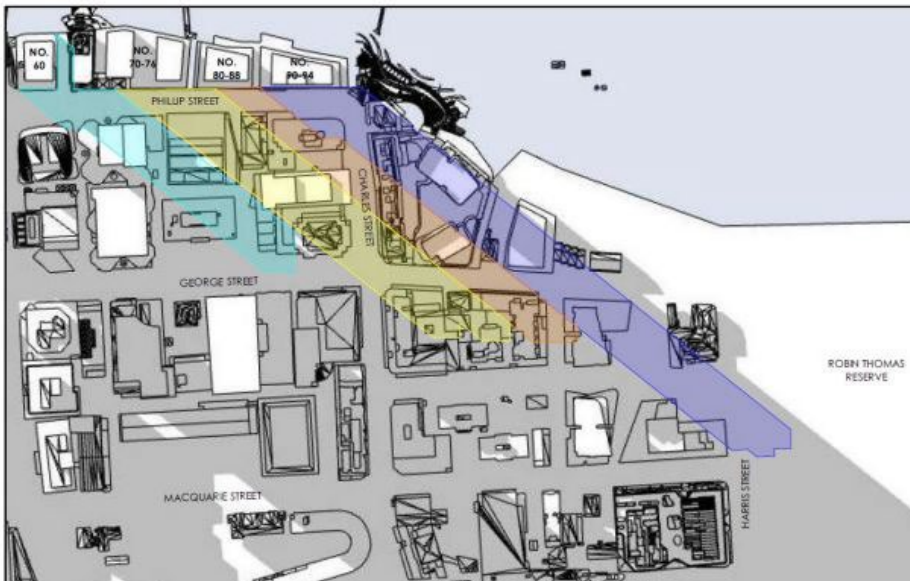 NO.
60
NO.
70-76
NO.
80-88
NO.
90-94
PHILLIP STREET
CHARLES STREET
GEORGE STREET
ROBIN THOMAS
RESERVE
HARRIS STREET
MACQUARIE STREET